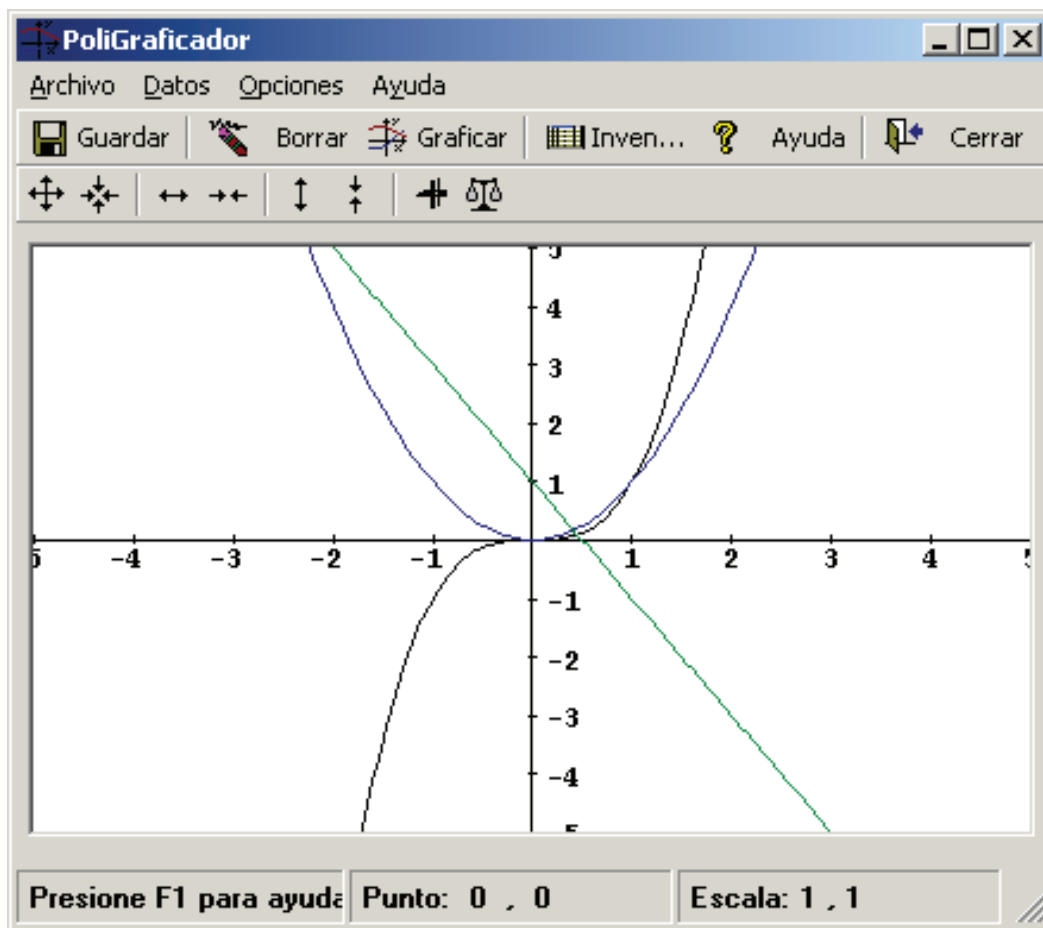 PoliGraficador
Archivo Datos Opciones Ayuda
Guardar Borrar Graficar Inven... Ayuda Cerrar
4
3
2
1
-4 -3 -2 -1 1 2 3 4
-1
-2
-3
-4
Presione F1 para ayuda Punto: 0 , 0 Escala: 1 , 1